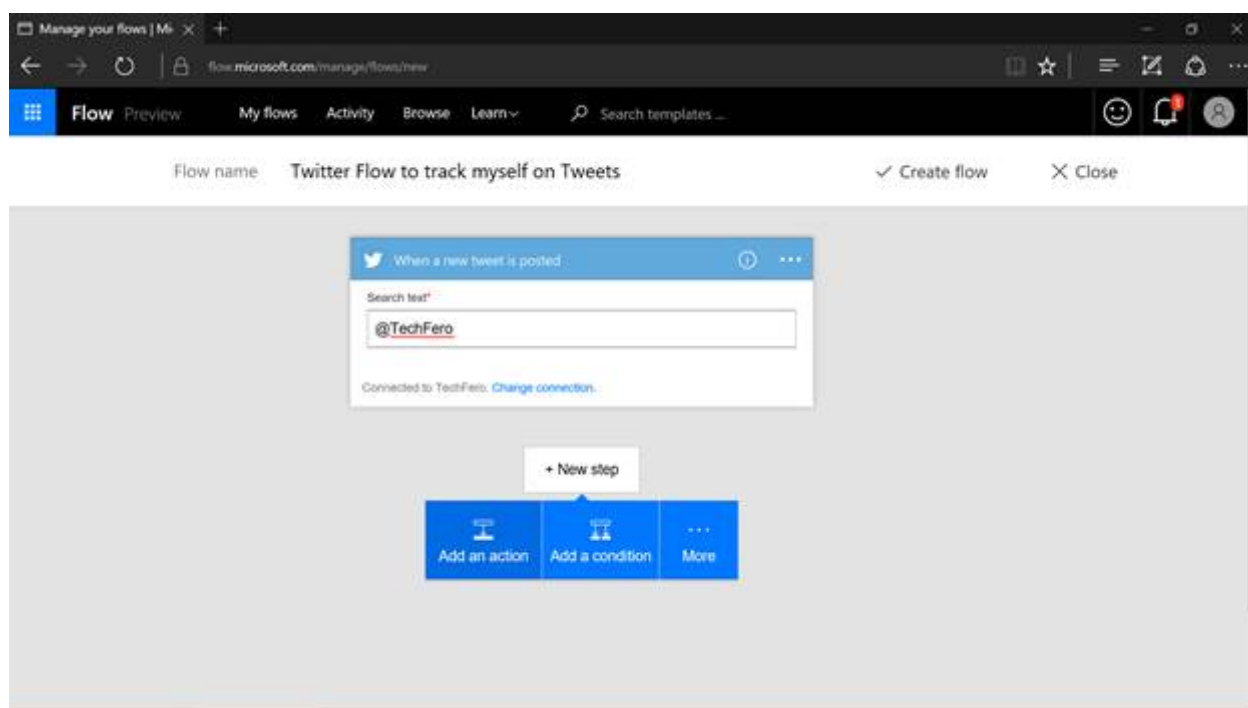 Manage your flows | Mi
flow.microsoft.com/manage/flows/new
Flow Preview My flows Activity Browse Learn Search templates ...
Flow name Twitter Flow to track myself on Tweets Create flow Close
When a new tweet is posted
Search text*
@TechFero
Connected to TechFero. Change connection.
+ New step
Add an action Add a condition More